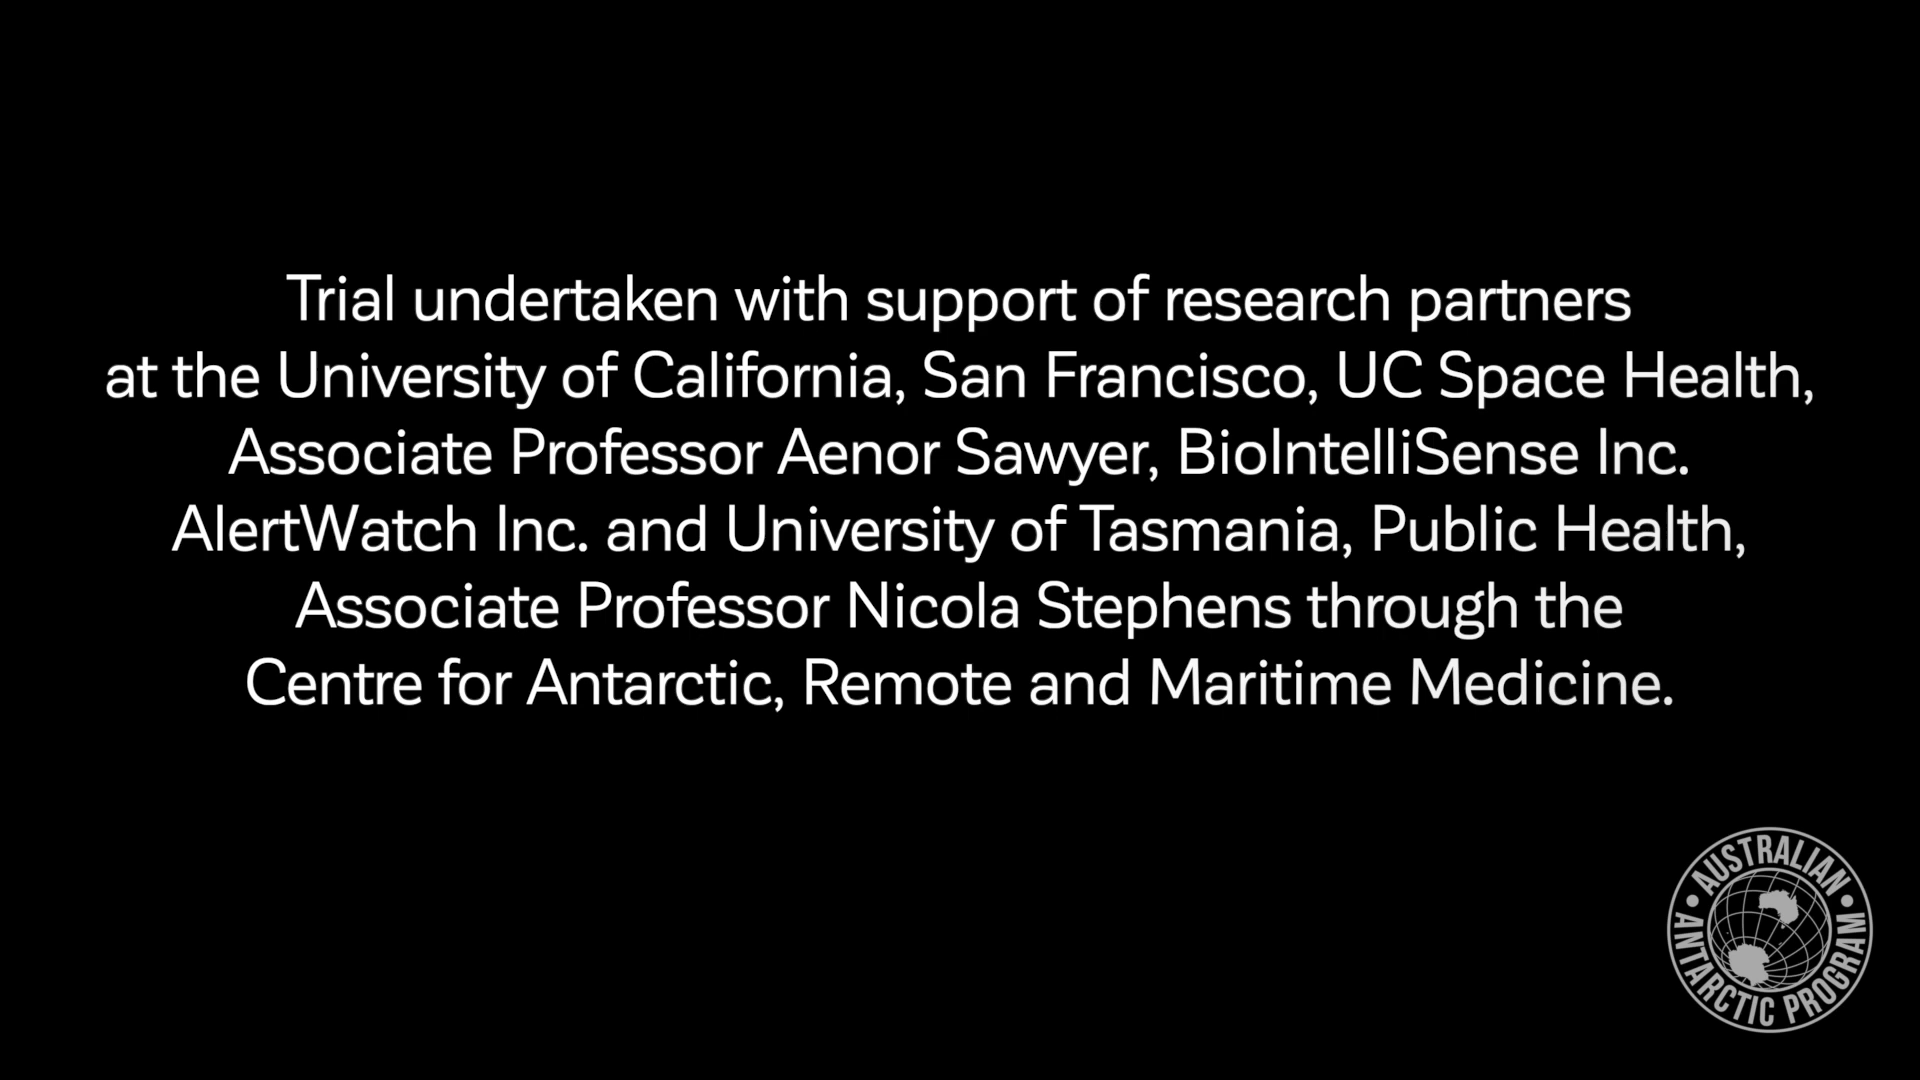 Trial undertaken with support of research partners
at the University of California, San Francisco, UC Space Health,
Associate Professor Aenor Sawyer, BioIntelliSense Inc.
AlertWatch Inc. and University of Tasmania, Public Health,
Associate Professor Nicola Stephens through the
Centre for Antarctic, Remote and Maritime Medicine.
AUSTRALIAN
ANTARCTIC PROGRAM